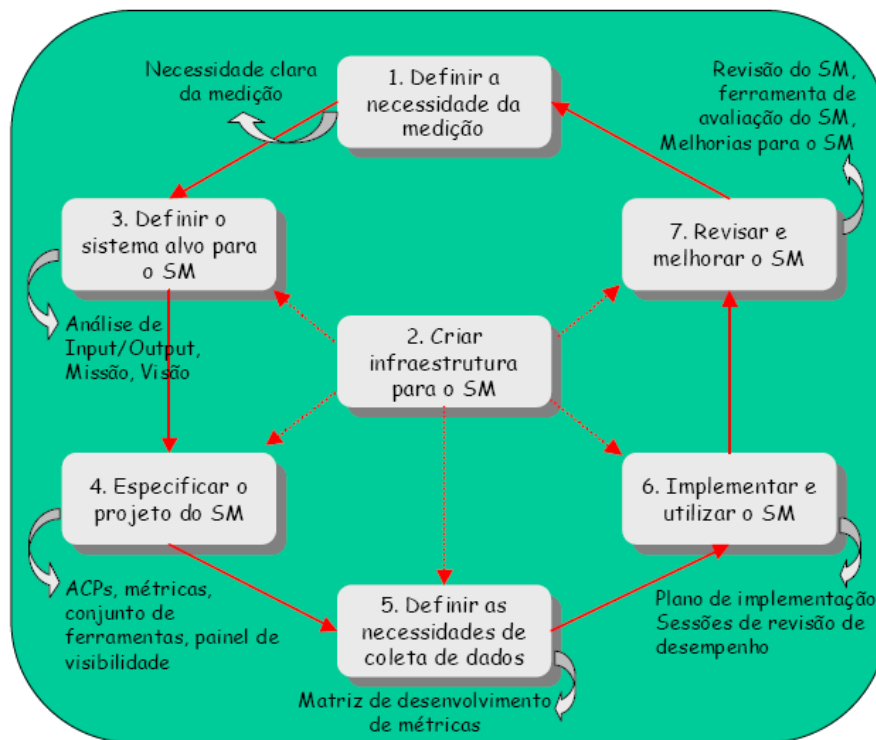 Necessidade clara
da medição
1. Definir a
necessidade da
medição
Revisão do SM,
ferramenta de
avaliação do SM,
Melhorias para o SM
3. Definir o
sistema alvo para
o SM
7. Revisar e
melhorar o SM
Análise de
Input/Output,
Missão, Visão
2. Criar
infraestrutura
para o SM
4. Especificar o
projeto do SM
6. Implementar e
utilizar o SM
ACPs, métricas,
conjunto de
ferramentas, painel de
visibilidade
5. Definir as
necessidades de
coleta de dados
Plano de implementação
Sessões de revisão de
desempenho
Matriz de desenvolvimento
de métricas